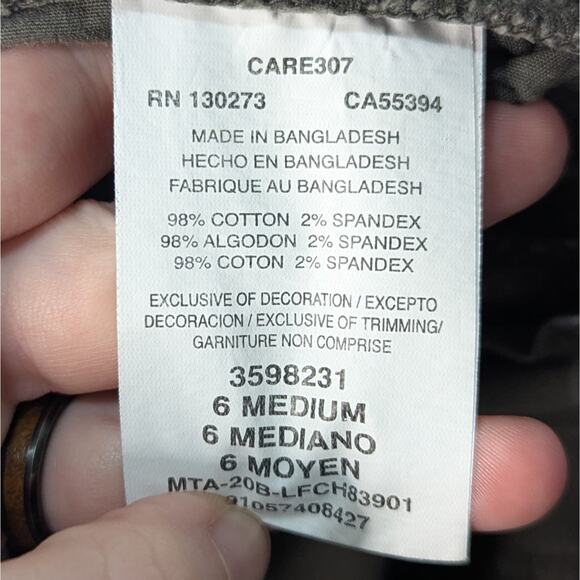 CARE307
RN 130273 CA55394
MADE IN BANGLADESH
HECHO EN BANGLADESH
FABRIQUE AU BANGLADESH
98% COTTON 2% SPANDEX
98% ALGODON 2% SPANDEX
98% COTON 2% SPANDEX
EXCLUSIVE OF DECORATION / EXCEPTO
DECORACION / EXCLUSIVE OF TRIMMING/
GARNITURE NON COMPRISE
3598231
6 MEDIUM
6 MEDIANO
6 MOYEN
MTA-20B-LFCH83901